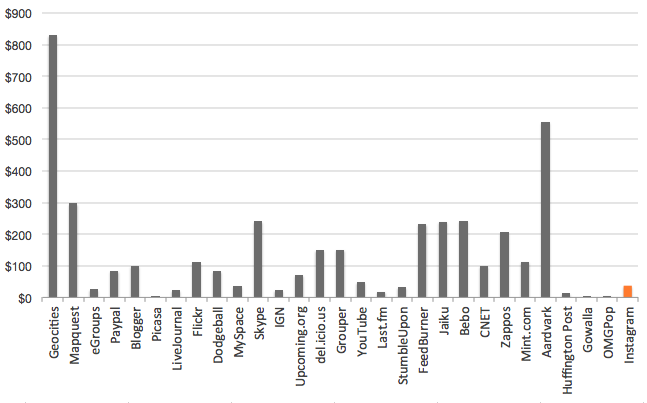 $900
$800
$700
$600
$500
$400
$300
$200
$100
$0
Geocities
Mapquest
eGroups
Paypal
Blogger
Picasa
LiveJournal
Flickr
Dodgeball
MySpace
Skype
IGN
Upcoming.org
del.icio.us
Grouper
YouTube
Last.fm
StumbleUpon
FeedBurner
Jaiku
Bebo
CNET
Zappos
Mint.com
Aardvark
Huffington Post
Gowalla
OMGPop
Instagram